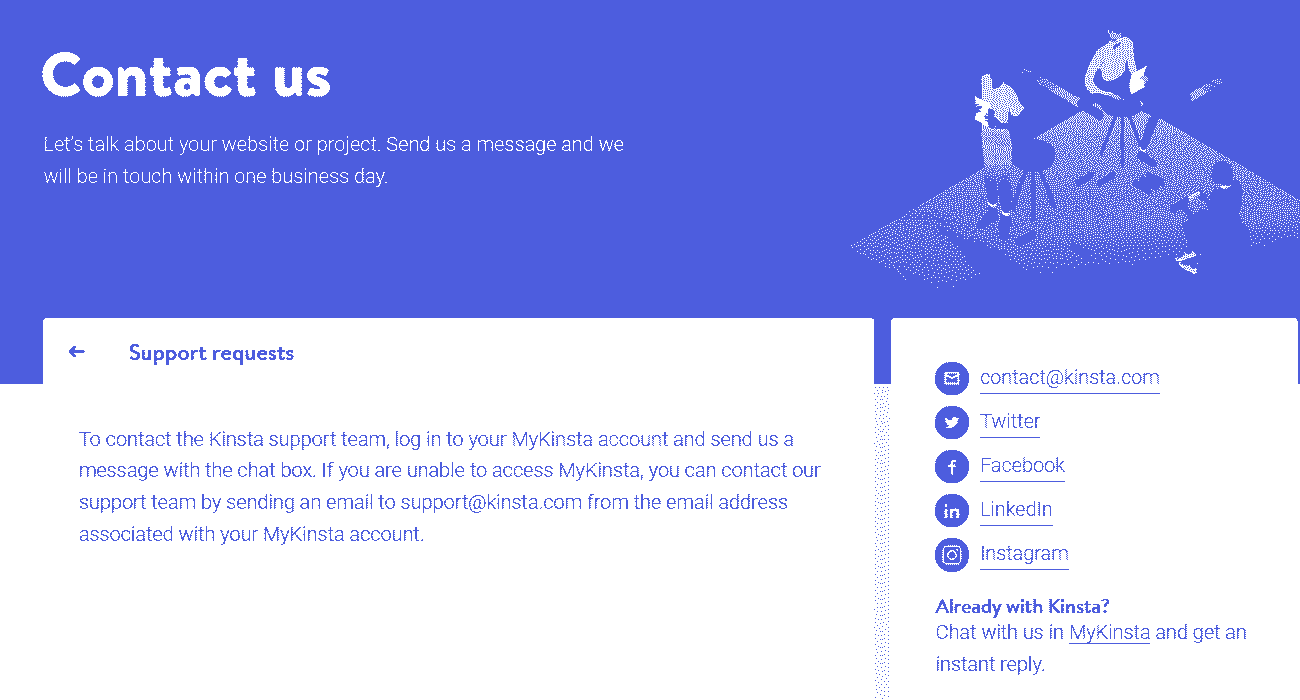 Contact us
Let's talk about your website or project. Send us a message and we
will be in touch within one business day.
Support requests
To contact the Kinsta support team, log in to your MyKinsta account and send us a
message with the chat box. If you are unable to access MyKinsta, you can contact our
support team by sending an email to support@kinsta.com from the email address
associated with your MyKinsta account.
contact@kinsta.com
Twitter
Facebook
LinkedIn
Instagram
Already with Kinsta?
Chat with us in MyKinsta and get an
instant reply.